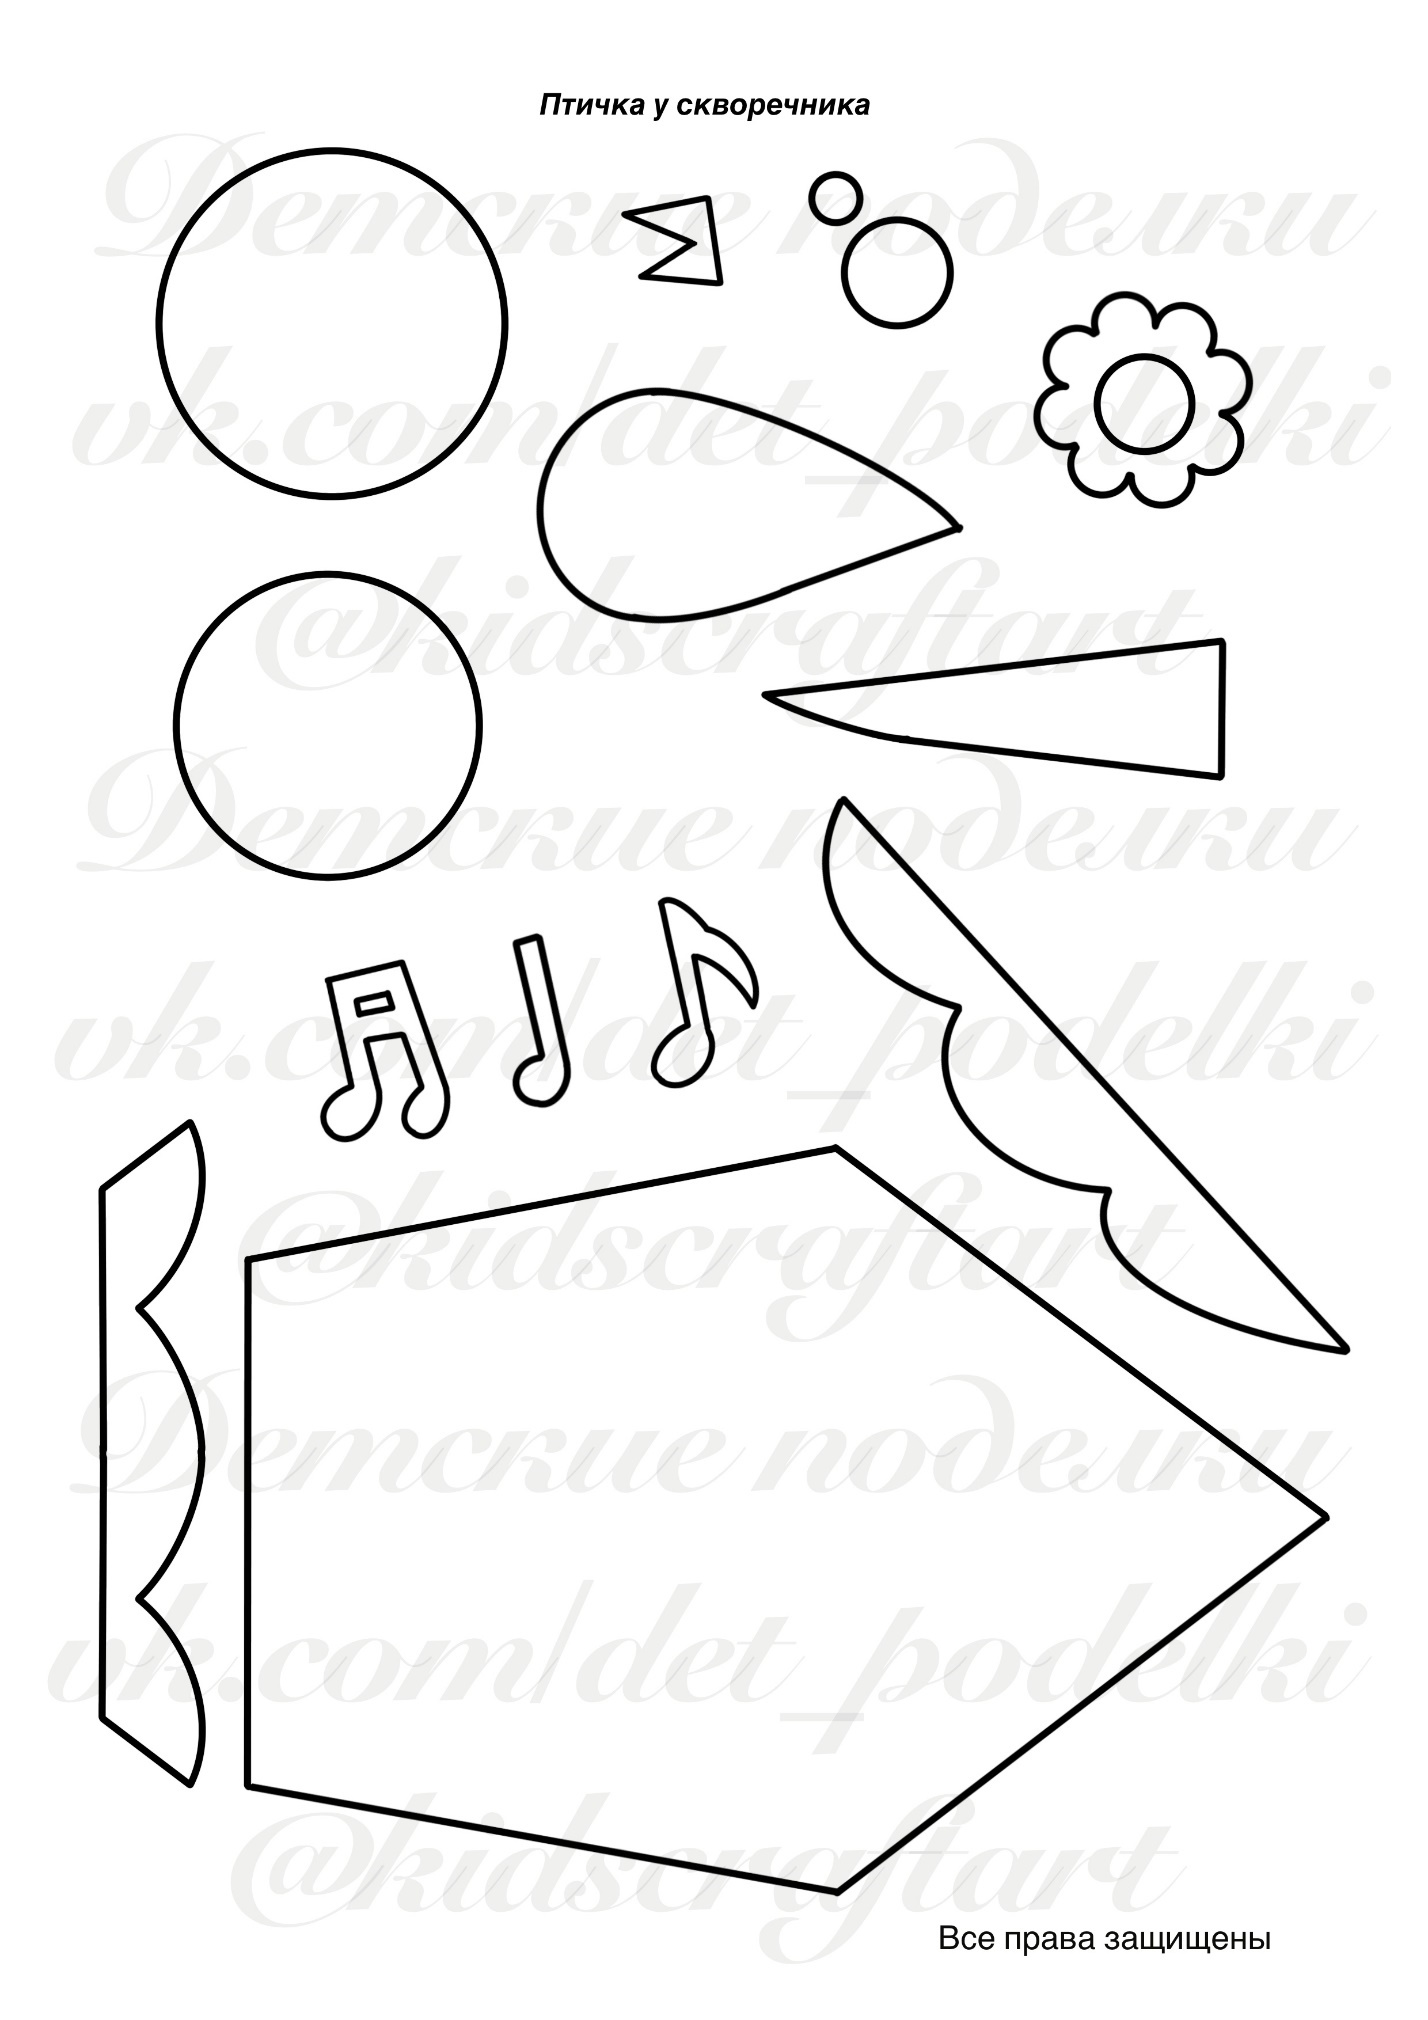 Птичка у скворечника
Детские поделки
vk.com/det_podelki
@kidscraftart
Детские поделки
vk.com/det_podelki
@kidscraftart
Детские поделки
vk.com/det_podelki
@kidscraftart
Все права защищены